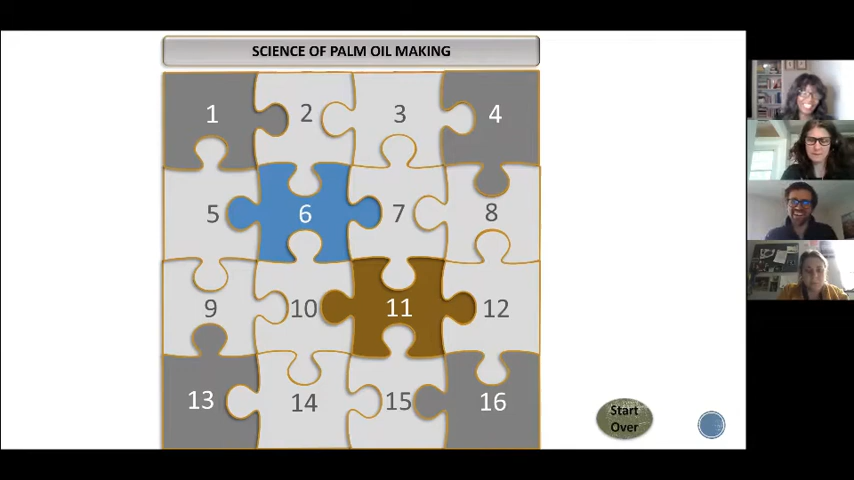 SCIENCE OF PALM OIL MAKING
1 2 3 4
5 6 7 8
9 10 11 12
13 14 15 16
Start
Over